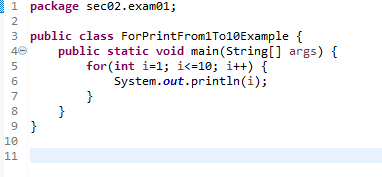 1 package sec02.exam01;
2
3 public class ForPrintFrom1To10Example {
4 public static void main(String[] args) {
5 for(int i=1; i<=10; i++) {
6 System.out.println(i);
7 }
8 }
9 }
10
11